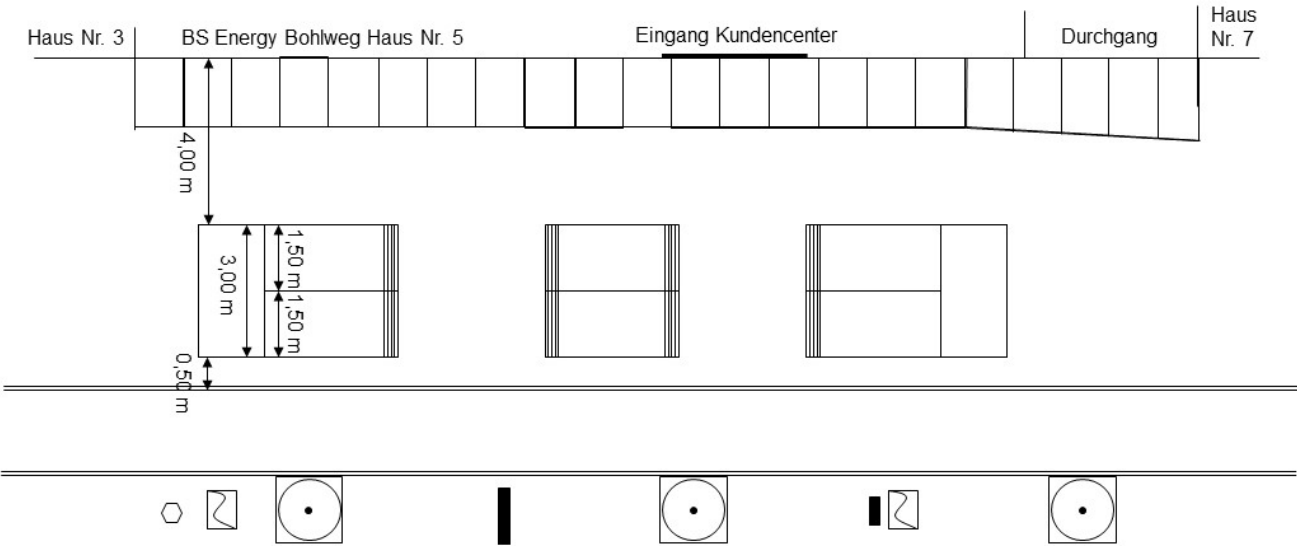 Haus Nr. 3
BS Energy Bohlweg Haus Nr. 5
Eingang Kundencenter
Durchgang
Haus
Nr. 7
4,00 m
3,00 m
1,50 m
1,50 m
0,50 m